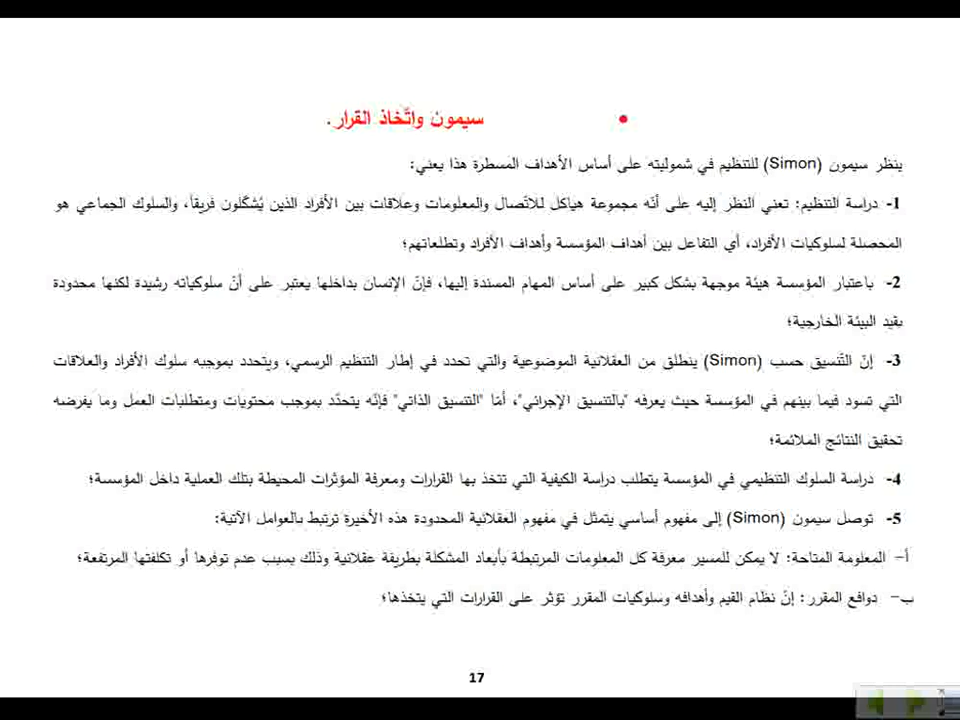 • سيمون واتّخاذ القرار.
ينظر سيمون (Simon) للتنظيم في شموليته على أساس الأهداف المسطرة هذا يعني:
1- دراسة التنظيم: تعني النظر إليه على أنّه مجموعة هياكل للاتّصال والمعلومات وعلاقات بين الأفراد الذين يُشكّلون فريقاً، والسلوك الجماعي هو
المحصلة لسلوكيات الأفراد، أي التفاعل بين أهداف المؤسسة وأهداف الأفراد وتطلعاتهم؛
2- باعتبار المؤسسة هيئة موجهة بشكل كبير على أساس المهام المسندة إليها، فإنّ الإنسان بداخلها يعتبر على أنّ سلوكياته رشيدة لكنها محدودة
بقيد البيئة الخارجية؛
3- إنّ التّنسيق حسب (Simon) ينطلق من العقلانية الموضوعية والتي تحدد في إطار التنظيم الرسمي، ويتحدد بموجبه سلوك الأفراد والعلاقات
التي تسود فيما بينهم في المؤسسة حيث يعرفه "بالتنسيق الإجرائي"، أمّا "التنسيق الذاتي" فإنّه يتحدّد بموجب محتويات ومتطلبات العمل وما يفرضه
تحقيق النتائج الملائمة؛
4- دراسة السلوك التنظيمي في المؤسسة يتطلب دراسة الكيفية التي تتخذ بها القرارات ومعرفة المؤثرات المحيطة بتلك العملية داخل المؤسسة؛
5- توصل سيمون (Simon) إلى مفهوم أساسي يتمثل في مفهوم العقلانية المحدودة هذه الأخيرة ترتبط بالعوامل الآتية:
أ- المعلومة المتاحة: لا يمكن للمسير معرفة كل المعلومات المرتبطة بأبعاد المشكلة بطريقة عقلانية وذلك بسبب عدم توفرها أو تكلفتها المرتفعة؛
ب- دوافع المقرر: إنّ نظام القيم وأهدافه وسلوكيات المقرر تؤثر على القرارات التي يتخذها؛
17